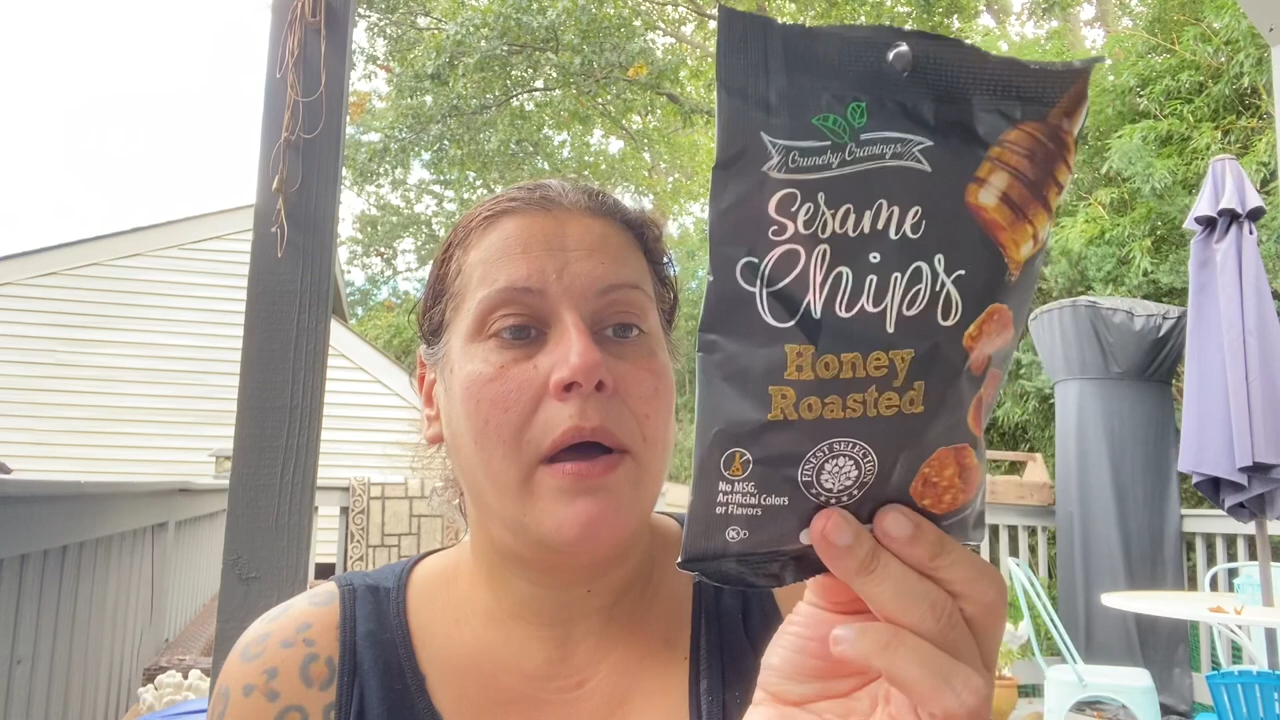 Crunchy Cravings
Sesame
Chips
Honey
Roasted
FINEST SELECTION
No MSG,
Artificial Colors
or Flavors
K D